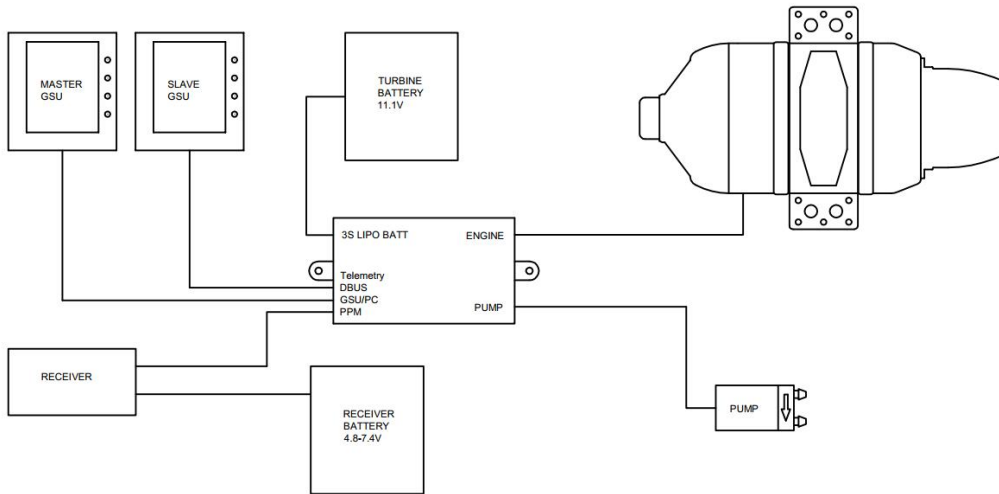 MASTER
GSU
SLAVE
GSU
TURBINE
BATTERY
11.1V
3S LIPO BATT
ENGINE
Telemetry
DBUS
GSU/PC
PPM
PUMP
RECEIVER
RECEIVER
BATTERY
4.8-7.4V
PUMP